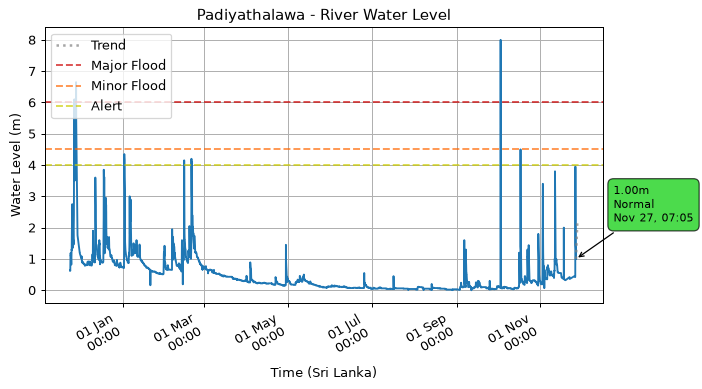 Padiyathalawa - River Water Level
Trend
Major Flood
Minor Flood
Alert
Water Level (m)
8
7
6
5
4
3
2
1
0
1.00m
Normal
Nov 27, 07:05
01 Jan
00:00
01 Mar
00:00
01 May
00:00
01 Jul
00:00
01 Sep
00:00
01 Nov
00:00
Time (Sri Lanka)